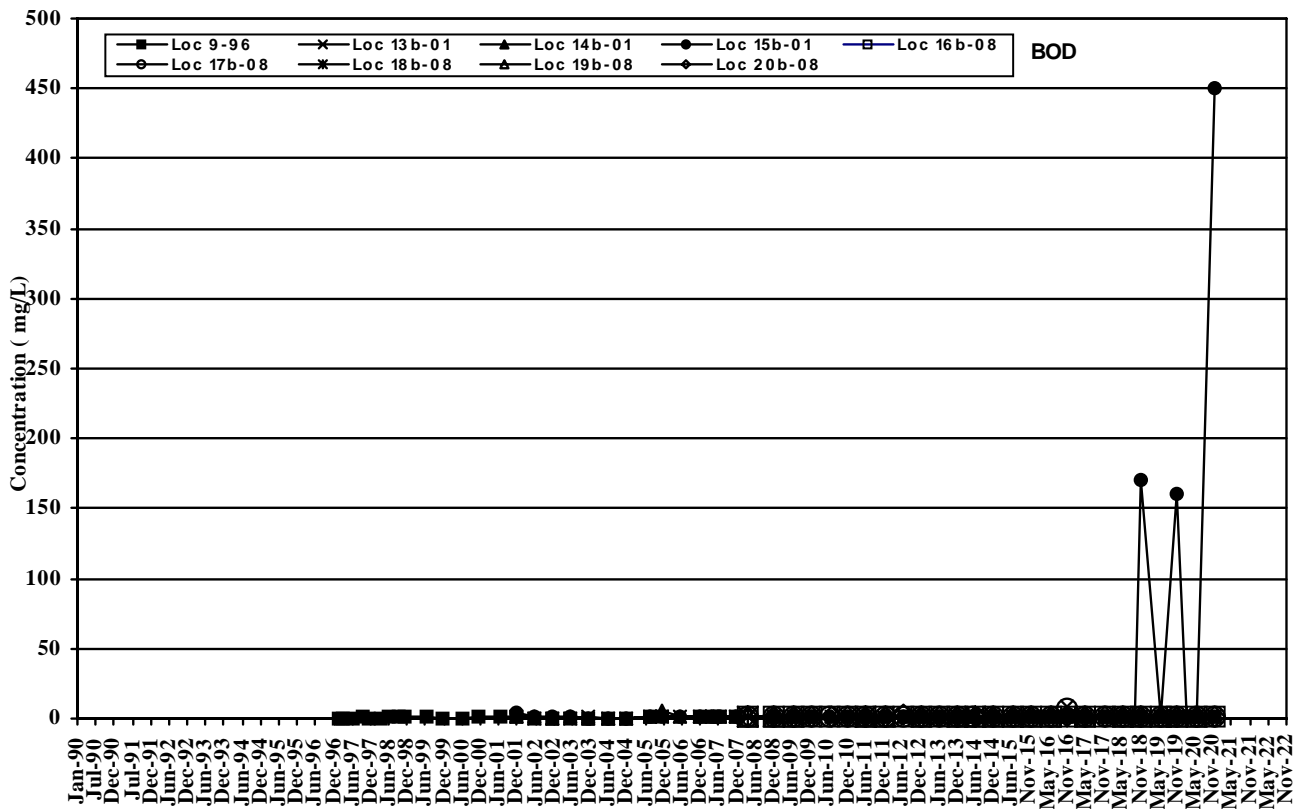 500
450
400
350
300
250
200
150
100
50
0
Concentration ( mg/L)
Loc 9-96 Loc 13b-01 Loc 14b-01 Loc 15b-01 Loc 16b-08
Loc 17b-08 Loc 18b-08 Loc 19b-08 Loc 20b-08
BOD
Jan-90
Jul-90
Dec-90
Jul-91
Dec-91
Jun-92
Dec-92
Jun-93
Dec-93
Jun-94
Dec-94
Jun-95
Dec-95
Jun-96
Dec-96
Jun-97
Dec-97
Jun-98
Dec-98
Jun-99
Dec-99
Jun-00
Dec-00
Jun-01
Dec-01
Jun-02
Dec-02
Jun-03
Dec-03
Jun-04
Dec-04
Jun-05
Dec-05
Jun-06
Dec-06
Jun-07
Dec-07
Jun-08
Dec-08
Jun-09
Dec-09
Jun-10
Dec-10
Jun-11
Dec-11
Jun-12
Dec-12
Jun-13
Dec-13
Jun-14
Dec-14
Jun-15
Nov-15
May-16
Nov-16
May-17
Nov-17
May-18
Nov-18
May-19
Nov-19
May-20
Nov-20
May-21
Nov-21
May-22
Nov-22